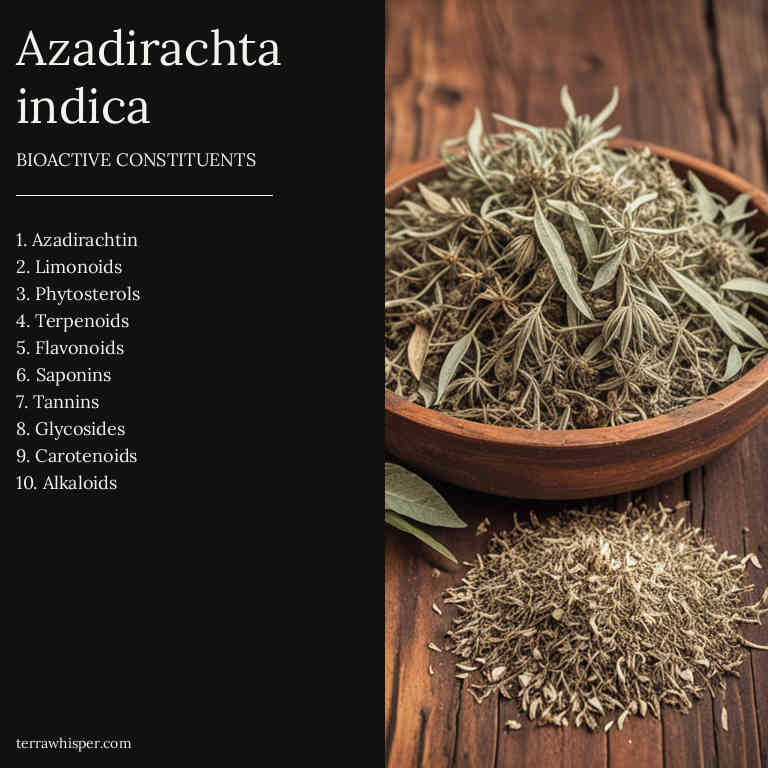 Azadirachta
indica
BIOACTIVE CONSTITUENTS
1. Azadirachtin
2. Limonoids
3. Phytosterols
4. Terpenoids
5. Flavonoids
6. Saponins
7. Tannins
8. Glycosides
9. Carotenoids
10. Alkaloids
terrawhisper.com